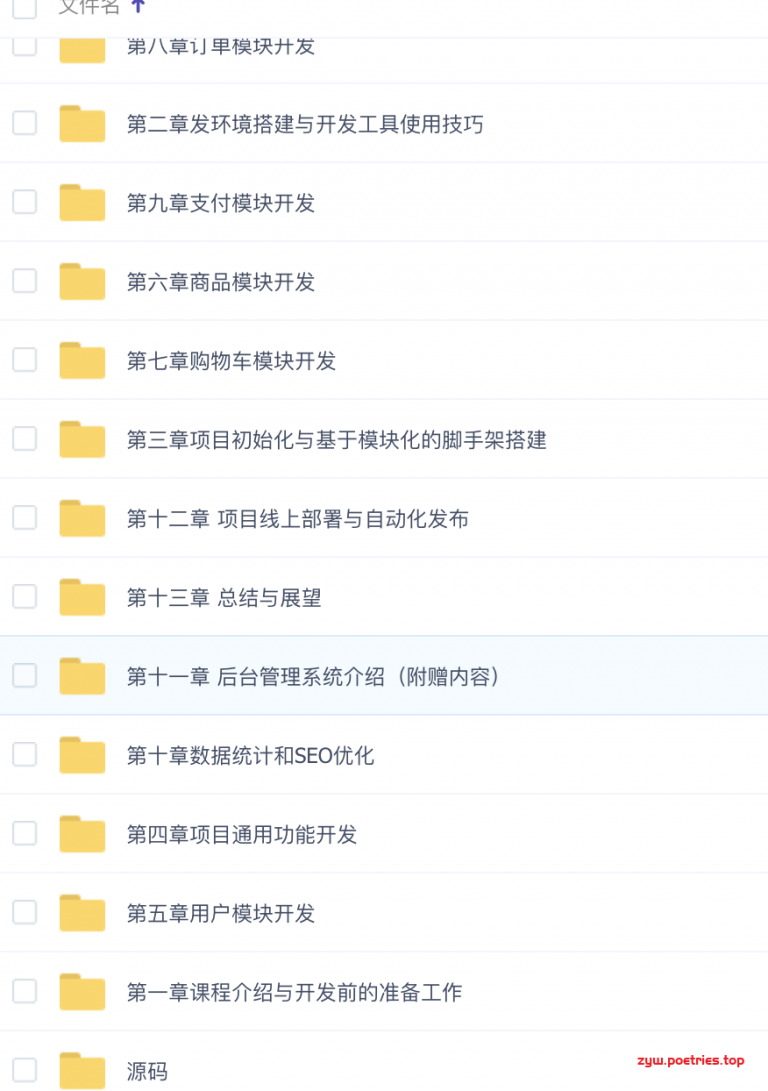 文件名
第八章订单模块开发
第二章发环境搭建与开发工具使用技巧
第九章支付模块开发
第六章商品模块开发
第七章购物车模块开发
第三章项目初始化与基于模块化的脚手架搭建
第十二章 项目线上部署与自动化发布
第十三章 总结与展望
第十一章 后台管理系统介绍（附赠内容）
第十章数据统计和SEO优化
第四章项目通用功能开发
第五章用户模块开发
第一章课程介绍与开发前的准备工作
源码
zyw.poetries.top